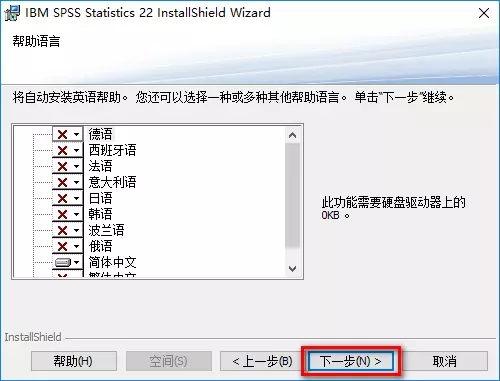 IBM SPSS Statistics 22 InstallShield Wizard
帮助语言
将自动安装英语帮助。您还可以选择一种或多种其他帮助语言。单击“下一步”继续。
德语
西班牙语
法语
意大利语
日语
韩语
波兰语
俄语
简体中文
繁体中文
此功能需要硬盘驱动器上的
0KB。
InstallShield
帮助(H)
空间(S)
< 上一步(B)
下一步(N) >
取消